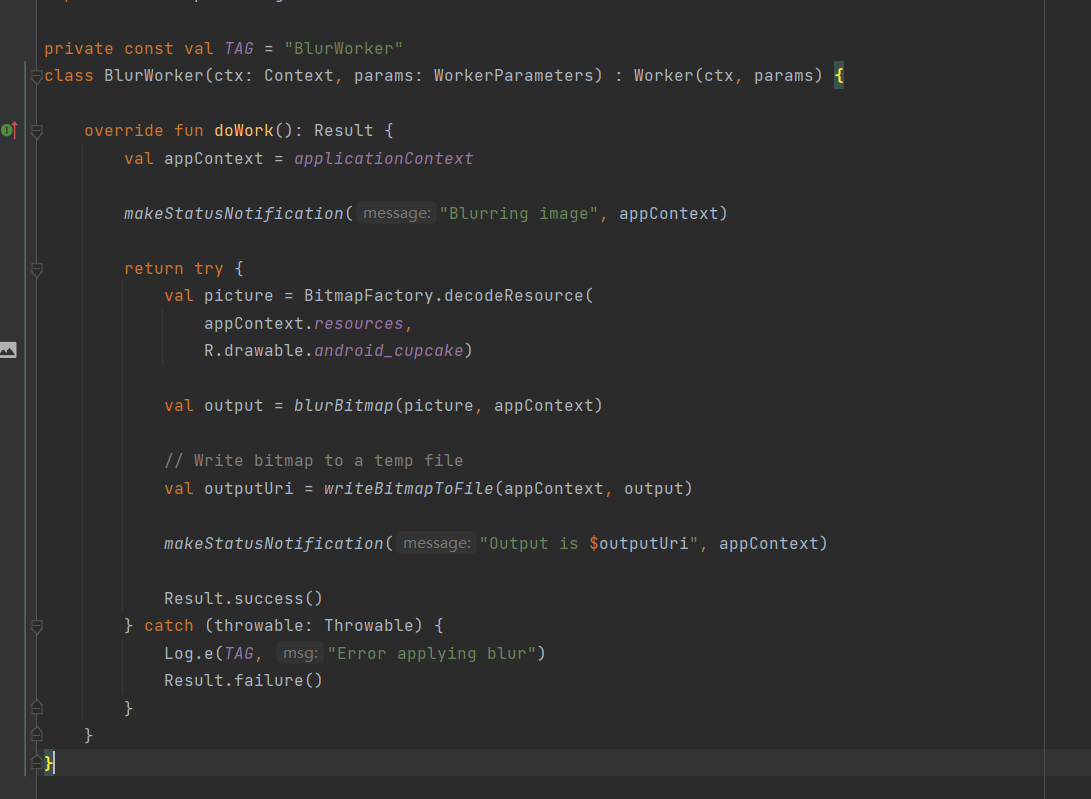 private const val TAG = "BlurWorker"
class BlurWorker(ctx: Context, params: WorkerParameters) : Worker(ctx, params) {
override fun doWork(): Result {
val appContext = applicationContext
makeStatusNotification( message: "Blurring image", appContext)
return try {
val picture = BitmapFactory.decodeResource(
appContext.resources,
R.drawable.android_cupcake)
val output = blurBitmap(picture, appContext)
// Write bitmap to a temp file
val outputUri = writeBitmapToFile(appContext, output)
makeStatusNotification( message: "Output is $outputUri", appContext)
Result.success()
} catch (throwable: Throwable) {
Log.e(TAG, msg: "Error applying blur")
Result.failure()
}
}
}